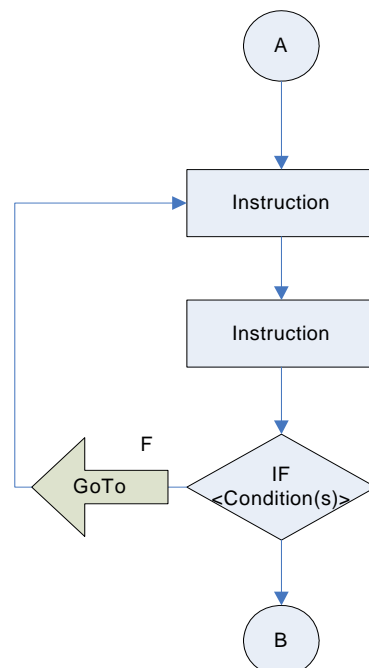 A
Instruction
Instruction
F
GoTo
IF
<Condition(s)>
B